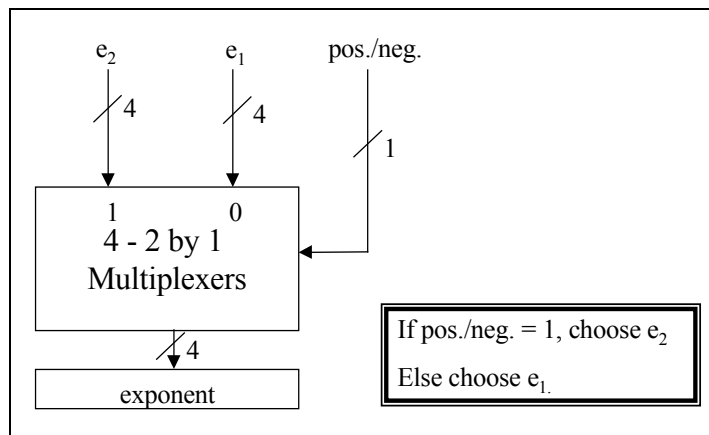 e₂ e₁ pos./neg.
4 4
1
1 0
4 - 2 by 1
Multiplexers
4
exponent
If pos./neg. = 1, choose e₂
Else choose e₁.